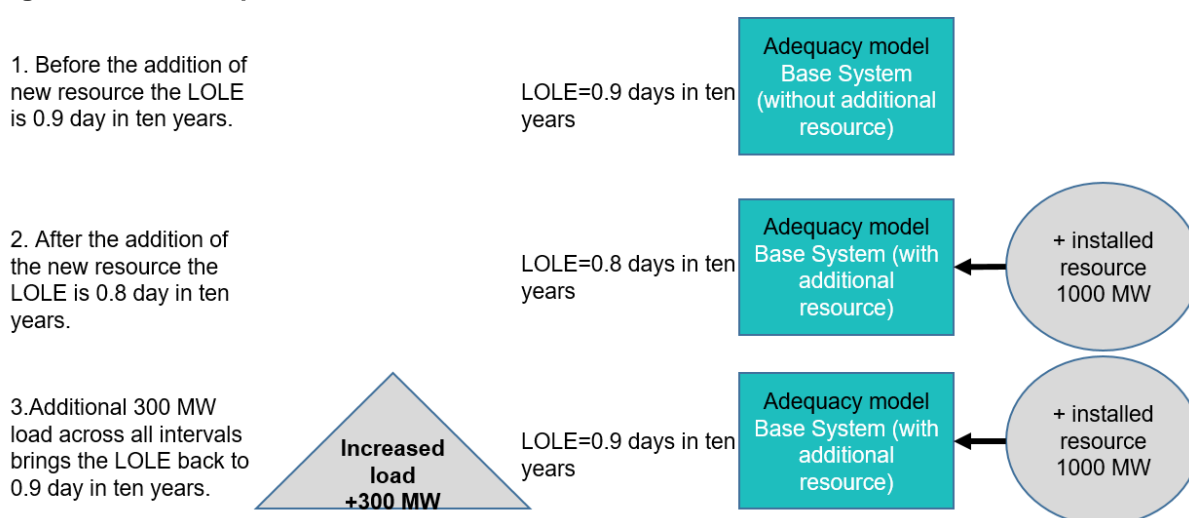 1. Before the addition of
new resource the LOLE
is 0.9 day in ten years.
LOLE=0.9 days in ten
years
Adequacy model
Base System
(without additional
resource)
2. After the addition of
the new resource the
LOLE is 0.8 day in ten
years.
LOLE=0.8 days in ten
years
Adequacy model
Base System (with
additional
resource)
+ installed
resource
1000 MW
3.Additional 300 MW
load across all intervals
brings the LOLE back to
0.9 day in ten years.
Increased
load
+300 MW
LOLE=0.9 days in ten
years
Adequacy model
Base System (with
additional
resource)
+ installed
resource
1000 MW